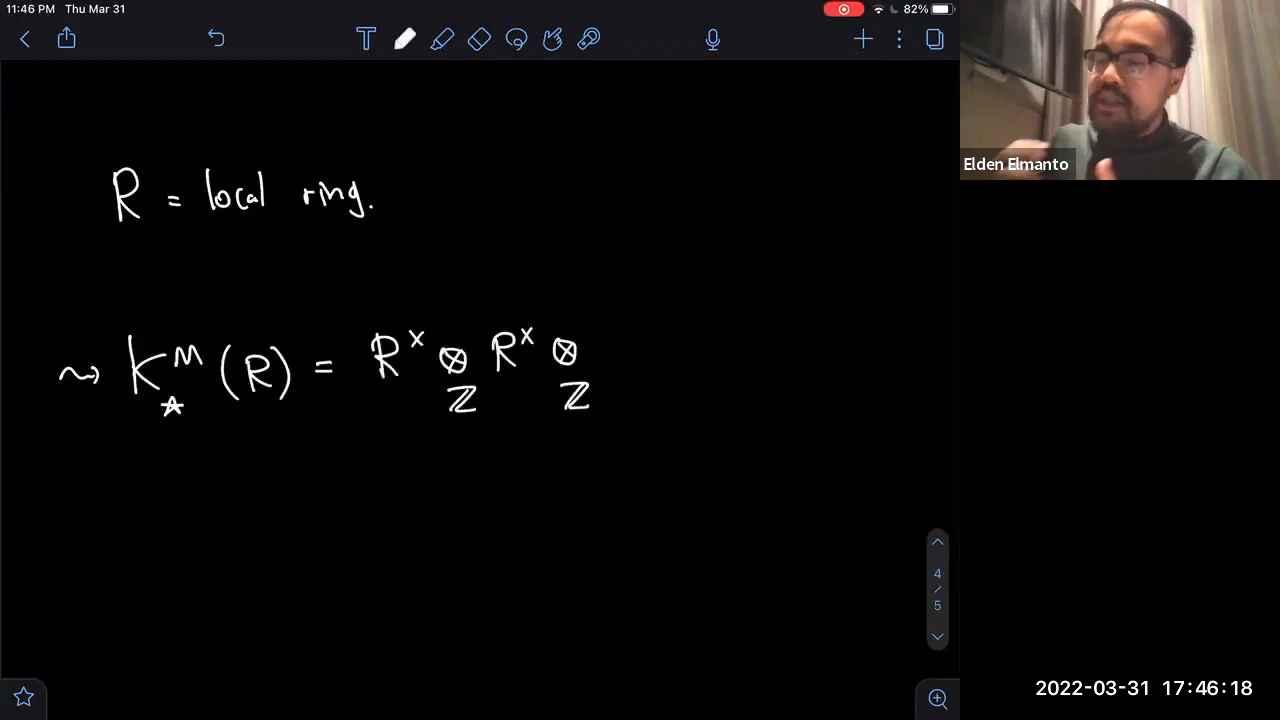 11:46 PM Thu Mar 31
82%
Elden Elmanto
R = local ring.
⇝ K^M_☆(R) = R^× ⊗_ℤ R^× ⊗_ℤ
4
/
5
2022-03-31 17:46:18